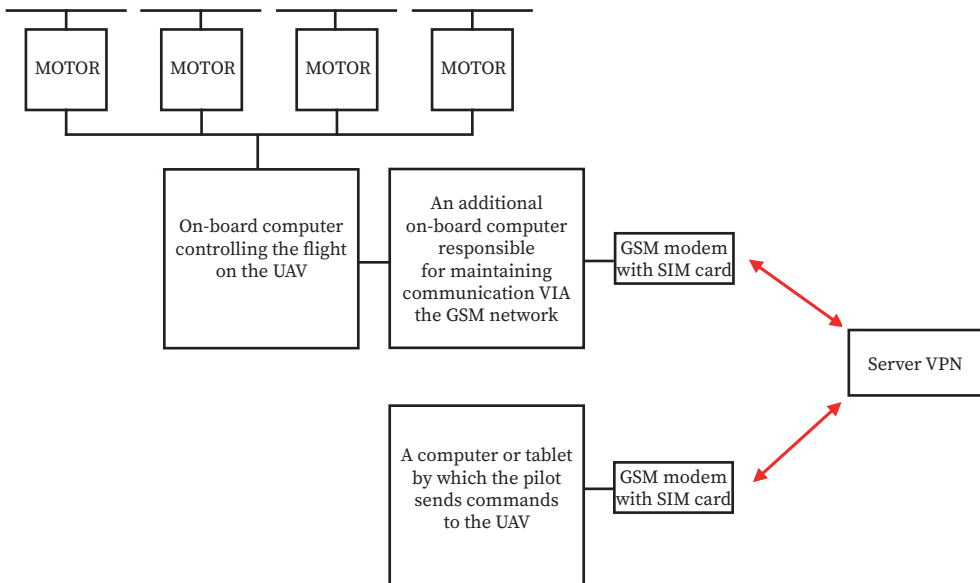 MOTOR
MOTOR
MOTOR
MOTOR
On-board computer
controlling the flight
on the UAV
An additional
on-board computer
responsible
for maintaining
communication VIA
the GSM network
GSM modem
with SIM card
Server VPN
A computer or tablet
by which the pilot
sends commands
to the UAV
GSM modem
with SIM card